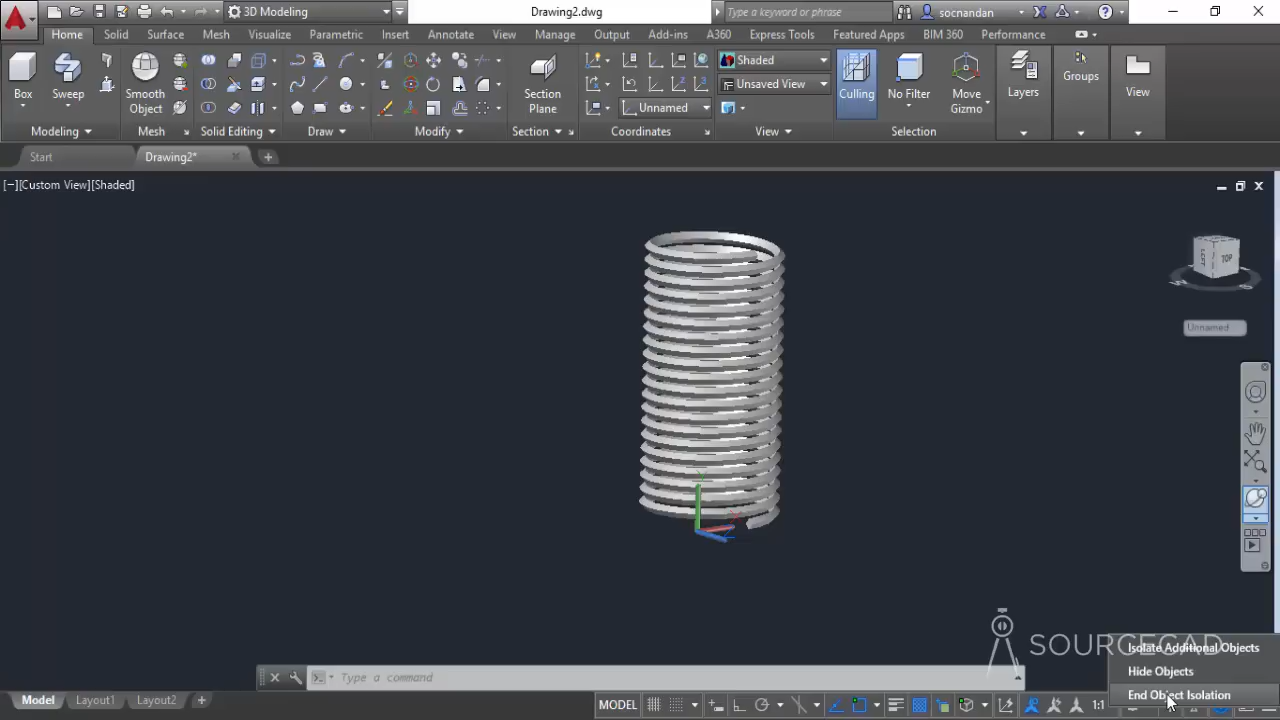 3D Modeling
Drawing2.dwg
Type a keyword or phrase
socnandan
Home Solid Surface Mesh Visualize Parametric Insert Annotate View Manage Output Add-ins A360 Express Tools Featured Apps BIM 360 Performance
Box
Sweep
Smooth
Object
Section
Plane
Shaded
Unsaved View
Unnamed
Culling
No Filter
Move
Gizmo
Layers
Groups
View
Modeling Mesh Solid Editing Draw Modify Section Coordinates View Selection
Start Drawing2* +
[−][Custom View][Shaded]
LEFT TOP
Unnamed
SOURCECAD
Isolate Additional Objects
Hide Objects
End Object Isolation
Type a command
Model Layout1 Layout2 +
MODEL
1:1